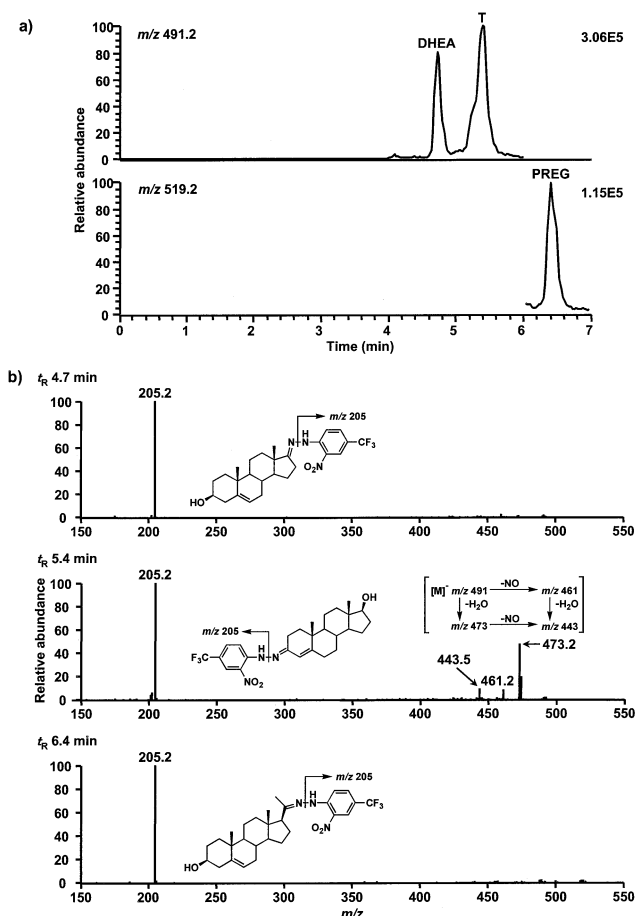 a)
m/z 491.2
DHEA
T
3.06E5
100
80
60
40
20
0
m/z 519.2
PREG
1.15E5
100
80
60
40
20
0
Relative abundance
0 1 2 3 4 5 6 7
Time (min)
b)
tR 4.7 min
205.2
100
80
60
40
20
0
m/z 205
H
N N
CF3
O2N
HO
150 200 250 300 350 400 450 500 550
tR 5.4 min
205.2
100
80
60
40
20
0
Relative abundance
OH
m/z 205
H
N N
F3C
NO2
[M]- m/z 491 -NO m/z 461
-H2O -H2O
m/z 473 -NO m/z 443
473.2
443.5
461.2
150 200 250 300 350 400 450 500 550
tR 6.4 min
205.2
100
80
60
40
20
0
m/z 205
H
N N
CF3
O2N
HO
150 200 250 300 350 400 450 500 550
m/z